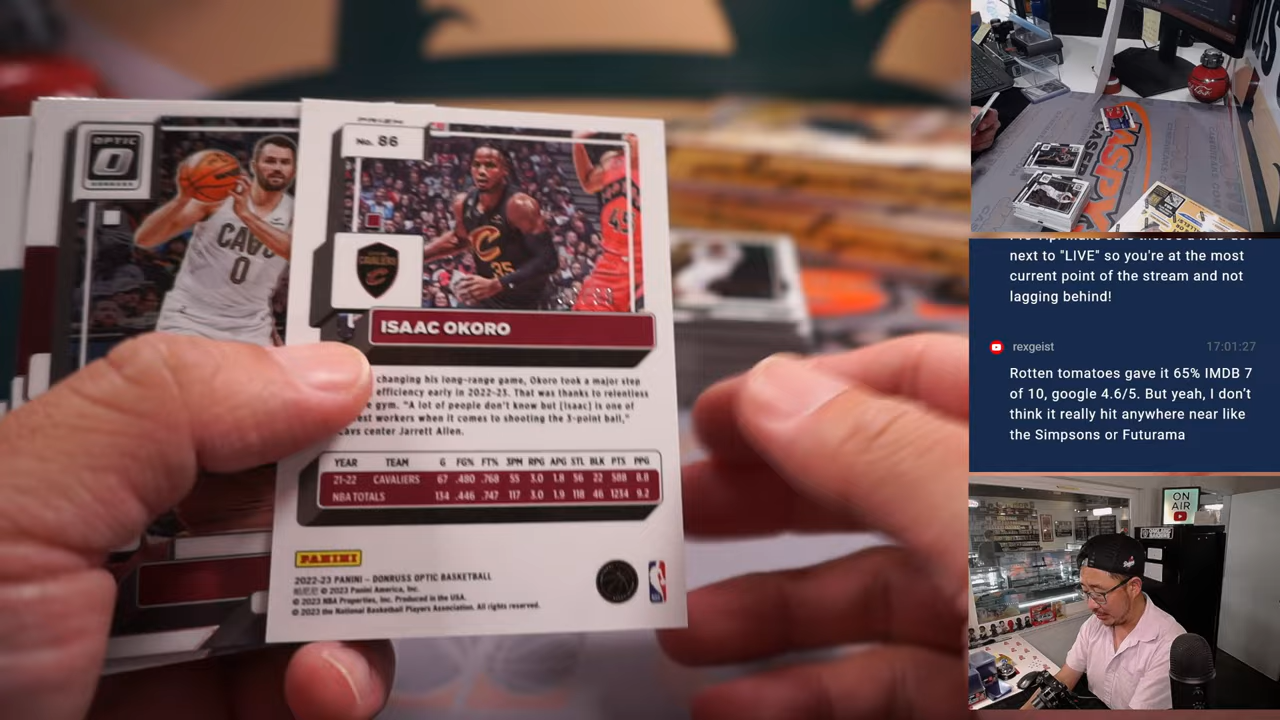 OPTIC
DONRUSS
CAVS
0
No. 86
CAVALIERS
35
ISAAC OKORO
changing his long-range game, Okoro took a major step
efficiency early in 2022-23. That was thanks to relentless
gym. "A lot of people don't know but [Isaac] is one of
workers when it comes to shooting the 3-point ball,"
Cavs center Jarrett Allen.
YEAR TEAM G FG% FT% 3PM RPG APG STL BLK PTS PPG
21-22 CAVALIERS 67 .480 .768 55 3.0 1.8 56 22 588 8.8
NBA TOTALS 134 .446 .747 117 3.0 1.9 118 46 1234 9.2
PANINI
2022-23 PANINI – DONRUSS OPTIC BASKETBALL
© 2023 Panini America, Inc.
© 2023 NBA Properties, Inc. Produced in the USA.
© 2023 the National Basketball Players Association. All rights reserved.
next to "LIVE" so you're at the most
current point of the stream and not
lagging behind!
rexgeist 17:01:27
Rotten tomatoes gave it 65% IMDB 7
of 10, google 4.6/5. But yeah, I don't
think it really hit anywhere near like
the Simpsons or Futurama
ON
AIR